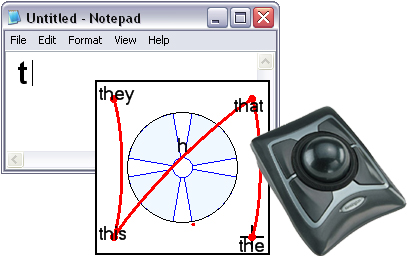 Untitled - Notepad
File Edit Format View Help
t
they that
h
this the